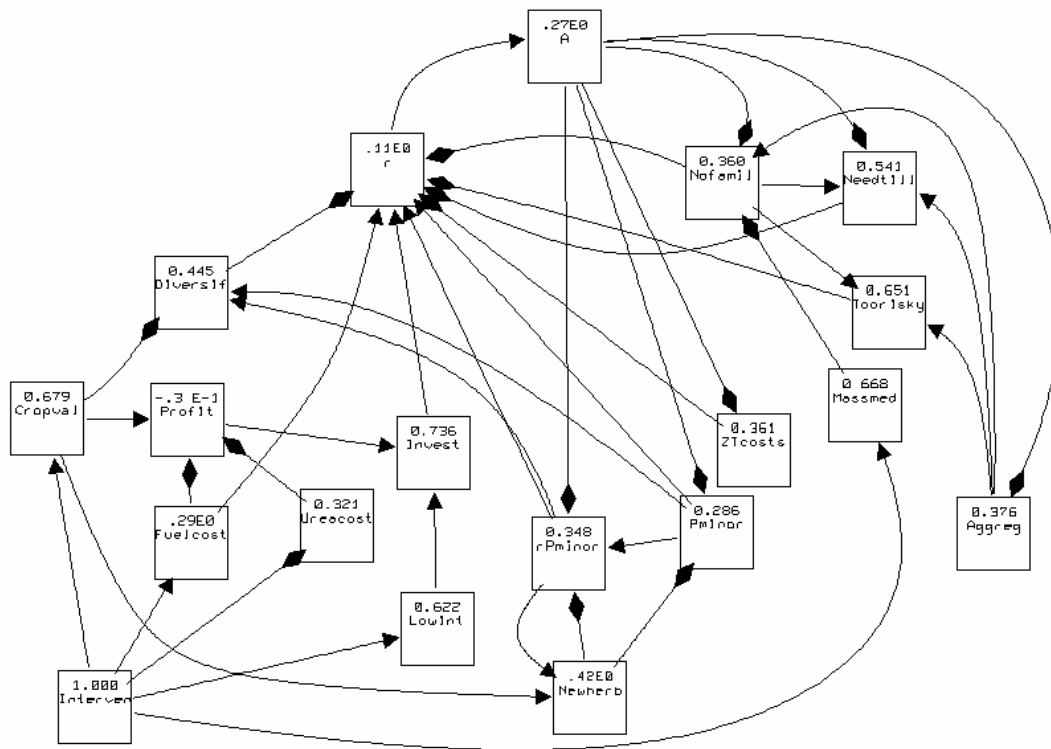 .27E0
A
.11E0
r
0.360
Nofamil
0.541
Needtill
0.445
Diversif
0.651
Toorisky
0.679
Cropval
-.3 E-1
Profit
0.736
Invest
0 668
Massmed
0.361
ZTcosts
.29E0
Fuelcost
0.321
Ureacost
0.348
rPminor
0.286
Pminor
0.376
Aggreg
0.622
LowInt
1.000
Interven
.42E0
Newherb